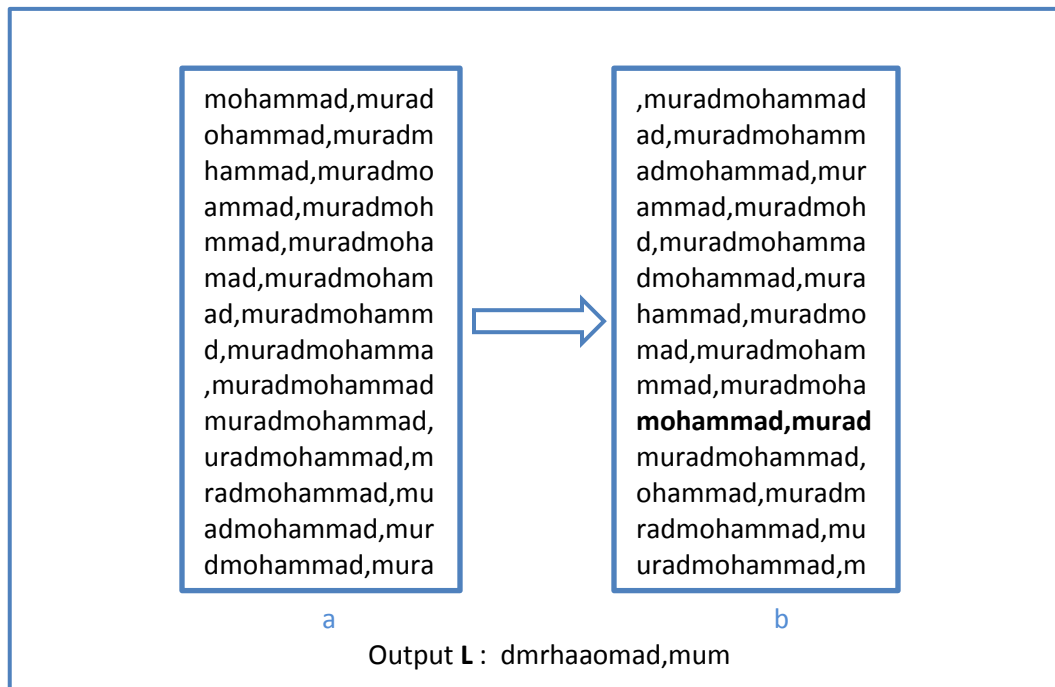 mohammad,murad
ohammad,muradm
hammad,muradmo
ammad,muradmoh
mmad,muradmoha
mad,muradmoham
ad,muradmohamm
d,muradmohamma
,muradmohammad
muradmohammad,
uradmohammad,m
radmohammad,mu
admohammad,mur
dmohammad,mura
a
,muradmohammad
ad,muradmohamm
admohammad,mur
ammad,muradmoh
d,muradmohamma
dmohammad,mura
hammad,muradmo
mad,muradmoham
mmad,muradmoha
mohammad,murad
muradmohammad,
ohammad,muradm
radmohammad,mu
uradmohammad,m
b
Output L : dmrhaaomad,mum